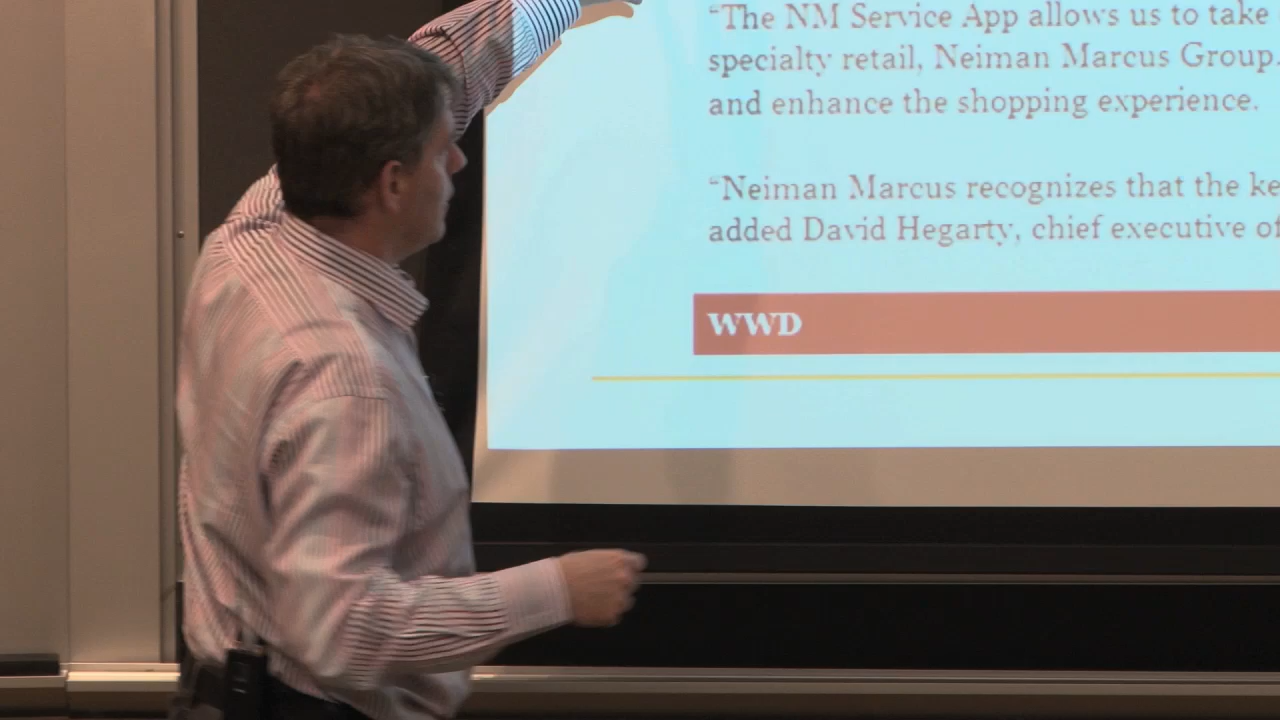 “The NM Service App allows us to take
specialty retail, Neiman Marcus Group.
and enhance the shopping experience.
“Neiman Marcus recognizes that the ke
added David Hegarty, chief executive of
WWD